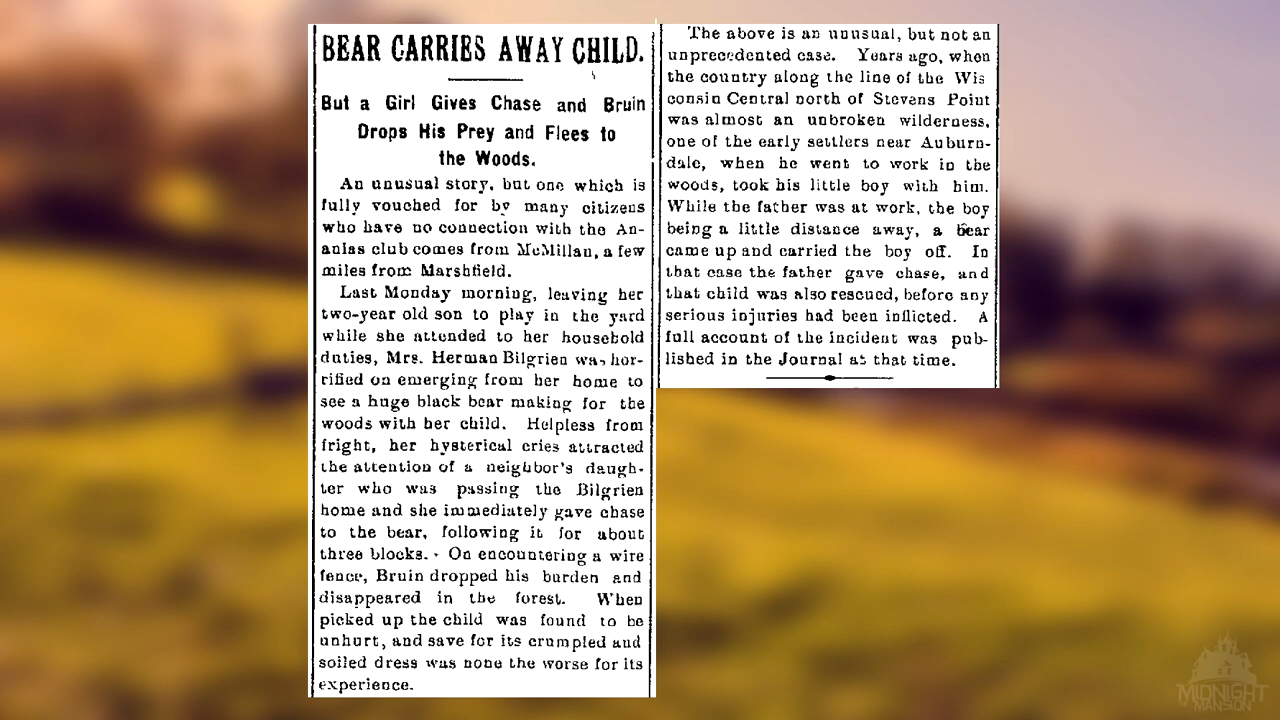 BEAR CARRIES AWAY CHILD.
But a Girl Gives Chase and Bruin
Drops His Prey and Flees to
the Woods.
An unusual story, but one which is
fully vouched for by many citizens
who have no connection with the An-
anias club comes from McMillan, a few
miles from Marshfield.
Last Monday morning, leaving her
two-year old son to play in the yard
while she attended to her household
duties, Mrs. Herman Bilgrien was hor-
rified on emerging from her home to
see a huge black bear making for the
woods with her child. Helpless from
fright, her hysterical cries attracted
the attention of a neighbor's daugh-
ter who was passing the Bilgrien
home and she immediately gave chase
to the bear, following it for about
three blocks. On encountering a wire
fence, Bruin dropped his burden and
disappeared in the forest. When
picked up the child was found to be
unhurt, and save for its crumpled and
soiled dress was none the worse for its
experience.
The above is an unusual, but not an
unprecedented case. Years ago, when
the country along the line of the Wis
consin Central north of Stevens Point
was almost an unbroken wilderness,
one of the early settlers near Auburn-
dale, when he went to work in the
woods, took his little boy with him.
While the father was at work, the boy
being a little distance away, a bear
came up and carried the boy off. In
that case the father gave chase, and
that child was also rescued, before any
serious injuries had been inflicted. A
full account of the incident was pub-
lished in the Journal at that time.
MIDNIGHT
MANSION